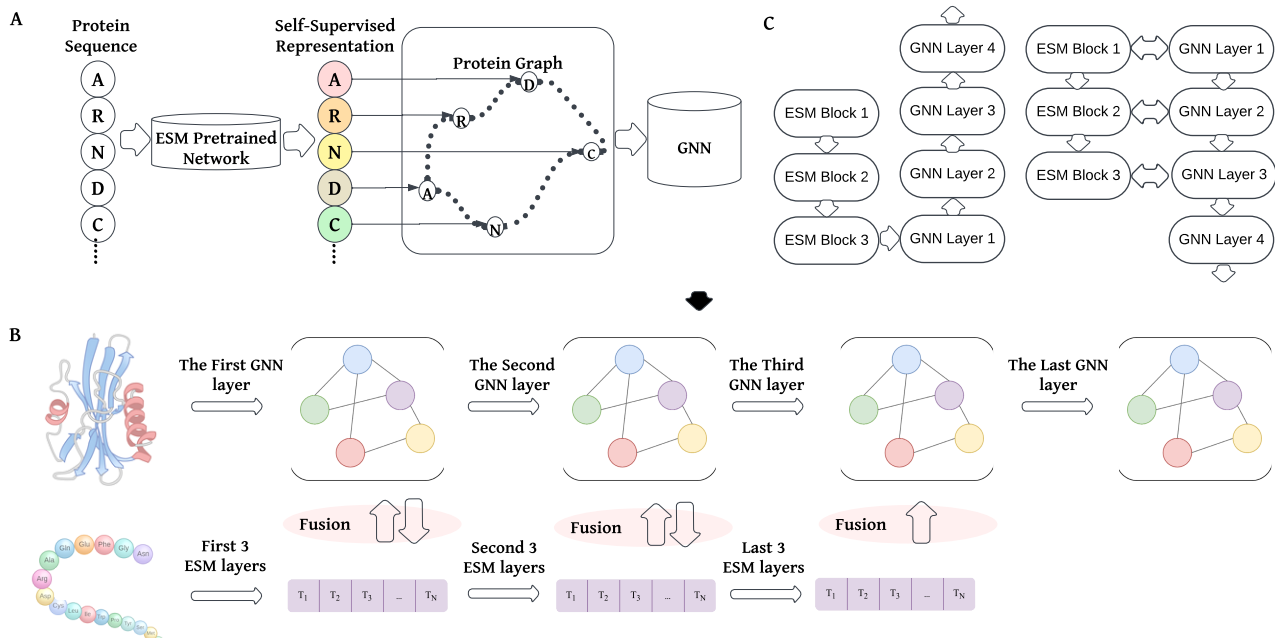 A
Protein
Sequence
A
R
N
D
C
ESM Pretrained
Network
Self-Supervised
Representation
A
R
N
D
C
Protein Graph
D
R
C
A
N
GNN
C
ESM Block 1
ESM Block 2
ESM Block 3
GNN Layer 4
GNN Layer 3
GNN Layer 2
GNN Layer 1
ESM Block 1
ESM Block 2
ESM Block 3
GNN Layer 1
GNN Layer 2
GNN Layer 3
GNN Layer 4
B
The First GNN
layer
The Second
GNN layer
The Third
GNN layer
The Last GNN
layer
Fusion
Fusion
Fusion
First 3
ESM layers
Second 3
ESM layers
Last 3
ESM layers
T1 T2 T3 ... TN
T1 T2 T3 ... TN
T1 T2 T3 ... TN
Asn
Gly
Phe
Glu
Gln
Ala
Arg
Asp
Cys
Leu